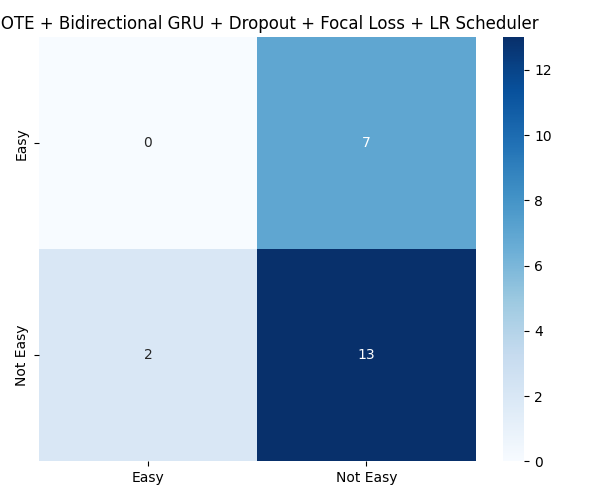 OTE + Bidirectional GRU + Dropout + Focal Loss + LR Scheduler
Easy
Not Easy
0
7
2
13
Easy
Not Easy
12
10
8
6
4
2
0